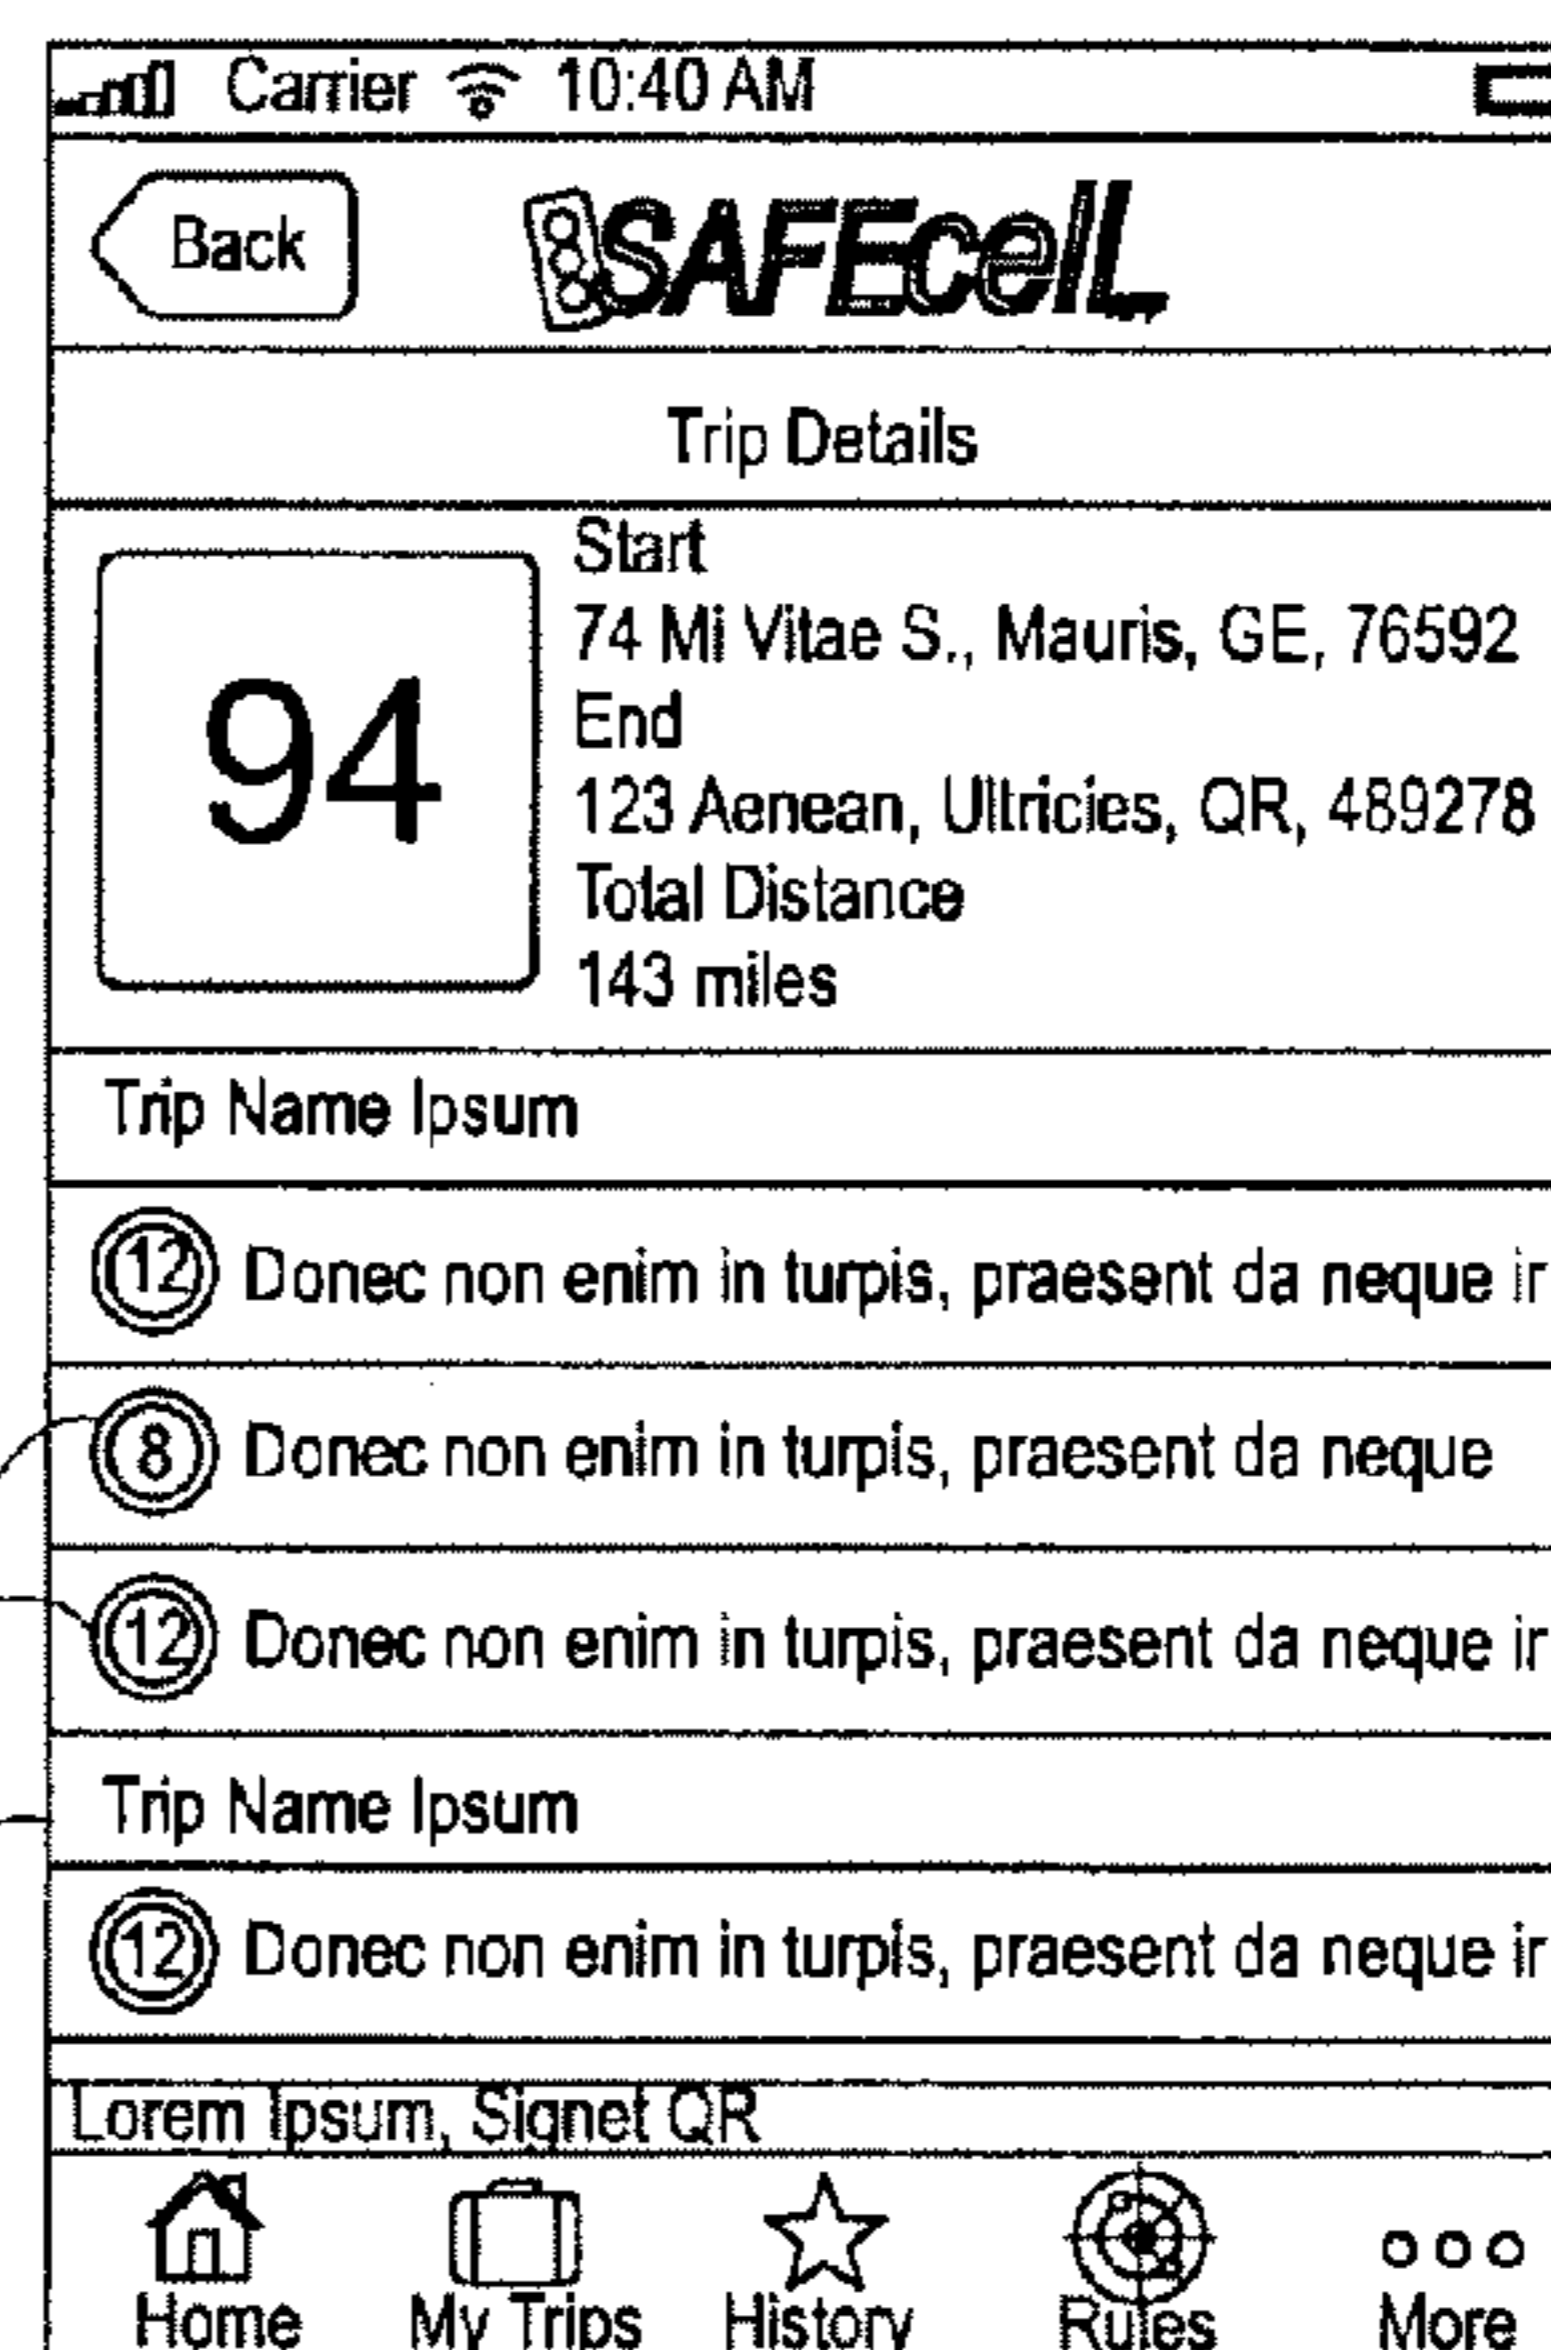 Carrier 10:40 AM
Back
SAFEcell
Trip Details
94
Start
74 Mi Vitae S., Mauris, GE, 76592
End
123 Aenean, Ultricies, QR, 489278
Total Distance
143 miles
Trip Name Ipsum
12 Donec non enim in turpis, praesent da neque ir
8 Donec non enim in turpis, praesent da neque
12 Donec non enim in turpis, praesent da neque ir
Trip Name Ipsum
12 Donec non enim in turpis, praesent da neque ir
Lorem Ipsum, Signet QR
Home My Trips History Rules More